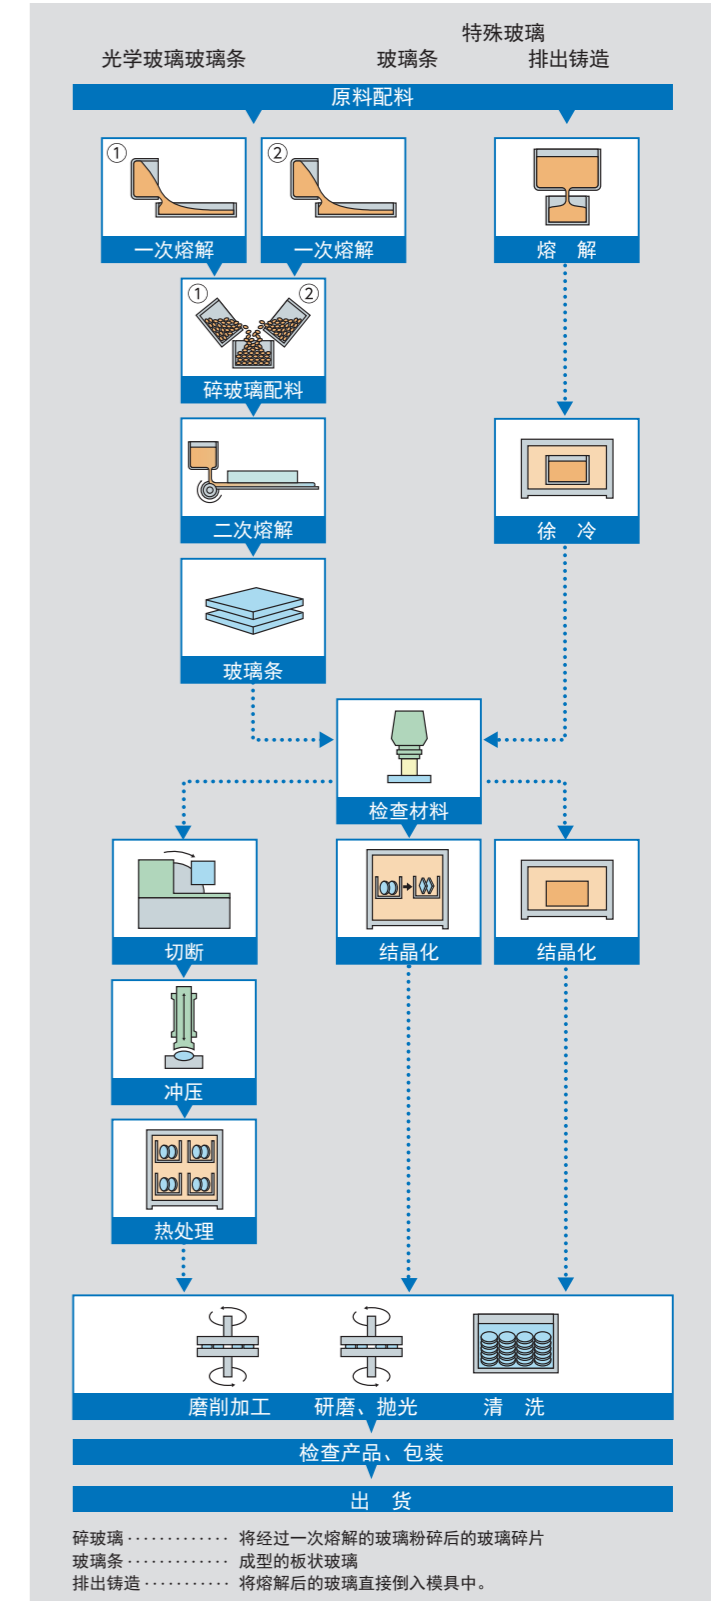 特殊玻璃
光学玻璃玻璃条 玻璃条 排出铸造
原料配料
① ②
一次熔解 一次熔解 熔 解
① ②
碎玻璃配料
二次熔解 徐 冷
玻璃条
检查材料
切断 结晶化 结晶化
冲压
热处理
磨削加工 研磨、抛光 清 洗
检查产品、包装
出 货
碎玻璃 ············· 将经过一次熔解的玻璃粉碎后的玻璃碎片
玻璃条 ············· 成型的板状玻璃
排出铸造 ··········· 将熔解后的玻璃直接倒入模具中。